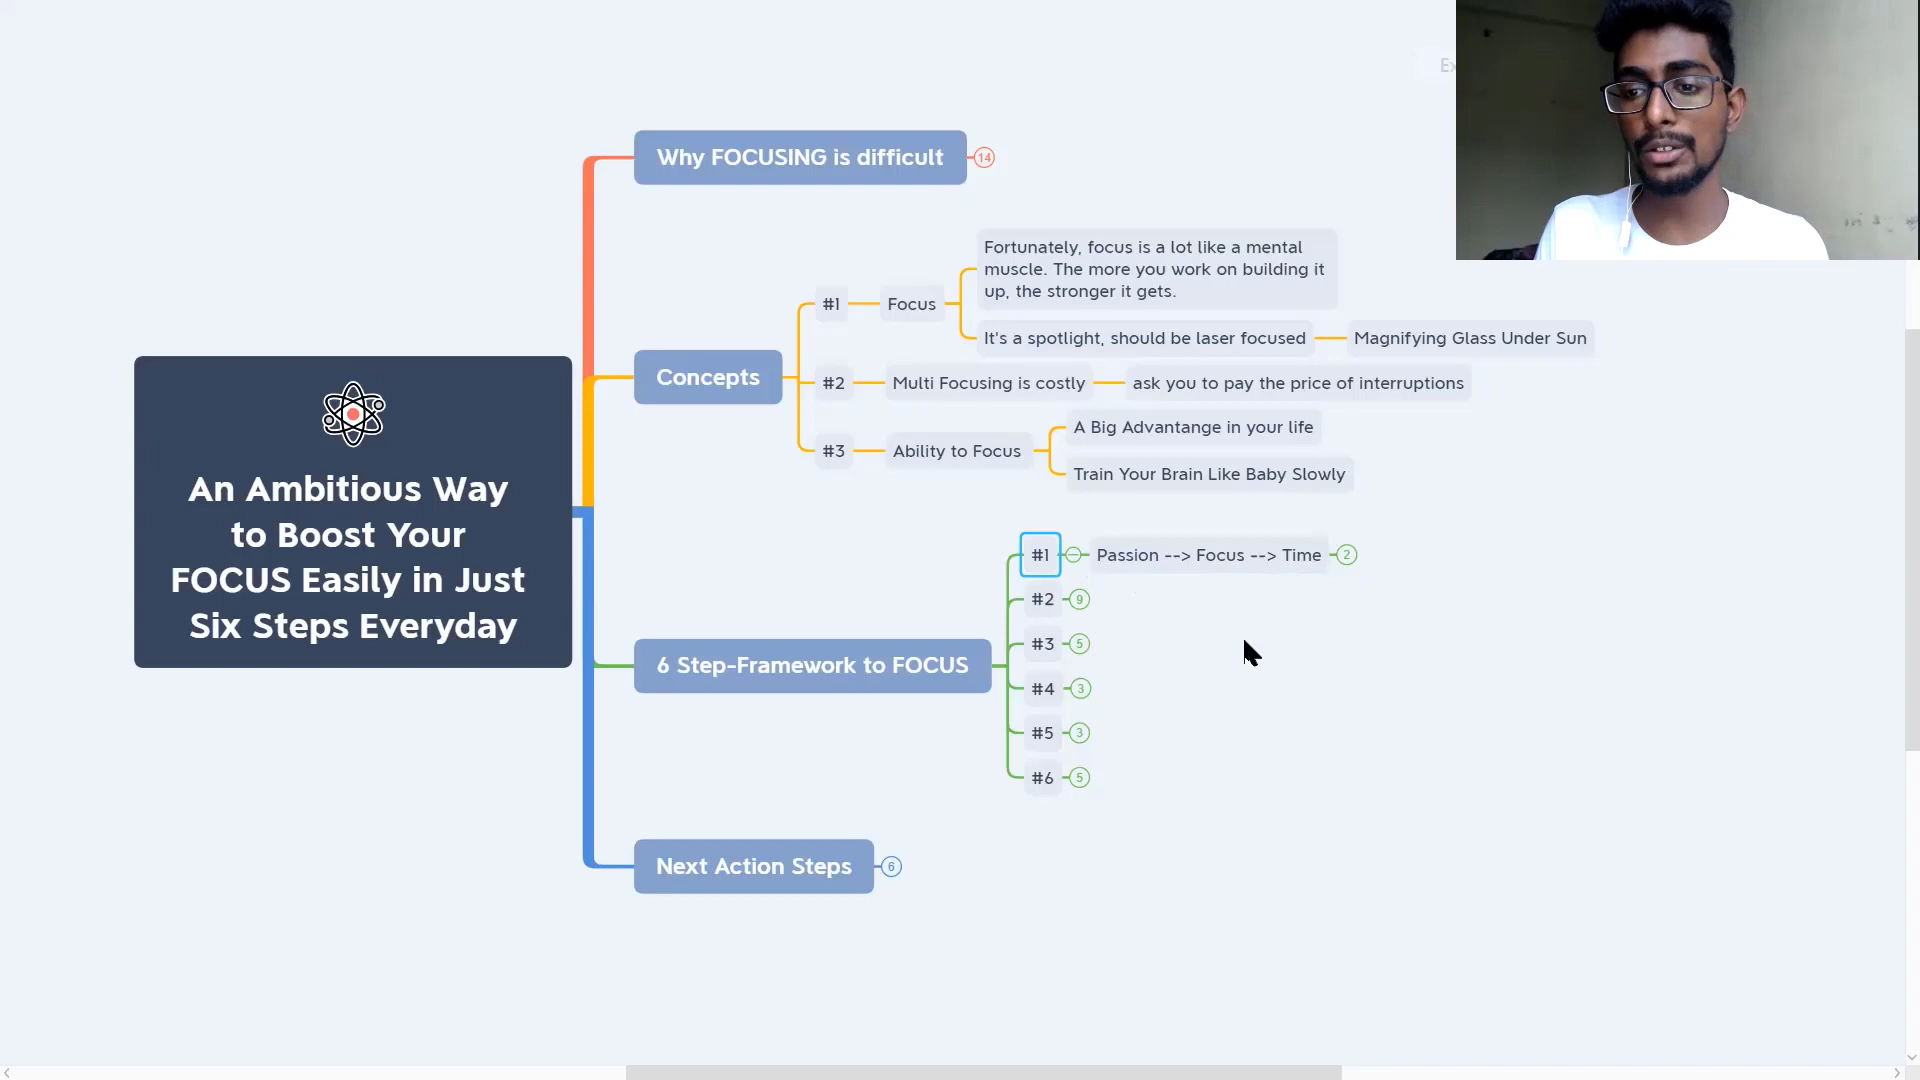 Ex
Why FOCUSING is difficult
14
Fortunately, focus is a lot like a mental
muscle. The more you work on building it
up, the stronger it gets.
#1
Focus
It's a spotlight, should be laser focused
Magnifying Glass Under Sun
Concepts
#2
Multi Focusing is costly
ask you to pay the price of interruptions
#3
Ability to Focus
A Big Advantange in your life
Train Your Brain Like Baby Slowly
An Ambitious Way
to Boost Your
FOCUS Easily in Just
Six Steps Everyday
6 Step-Framework to FOCUS
#1
Passion --> Focus --> Time
2
#2
9
#3
5
#4
3
#5
3
#6
5
Next Action Steps
6